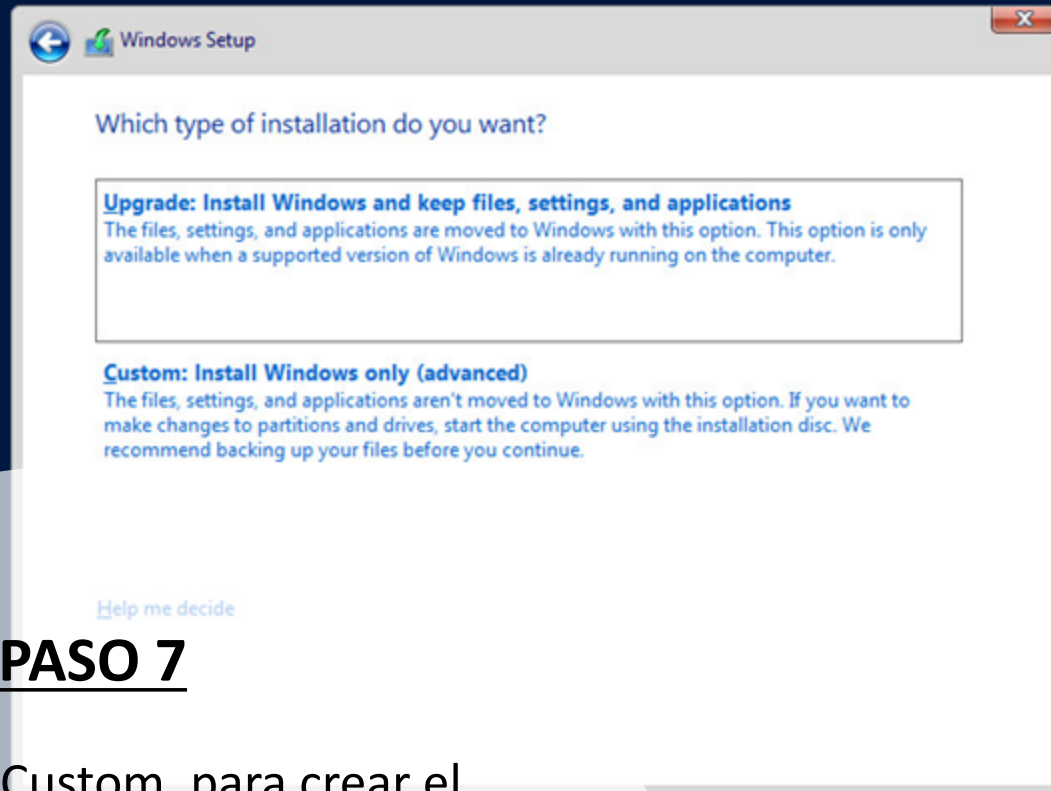 Windows Setup
Which type of installation do you want?
Upgrade: Install Windows and keep files, settings, and applications
The files, settings, and applications are moved to Windows with this option. This option is only
available when a supported version of Windows is already running on the computer.
Custom: Install Windows only (advanced)
The files, settings, and applications aren't moved to Windows with this option. If you want to
make changes to partitions and drives, start the computer using the installation disc. We
recommend backing up your files before you continue.
Help me decide
PASO 7
Custom para crear el